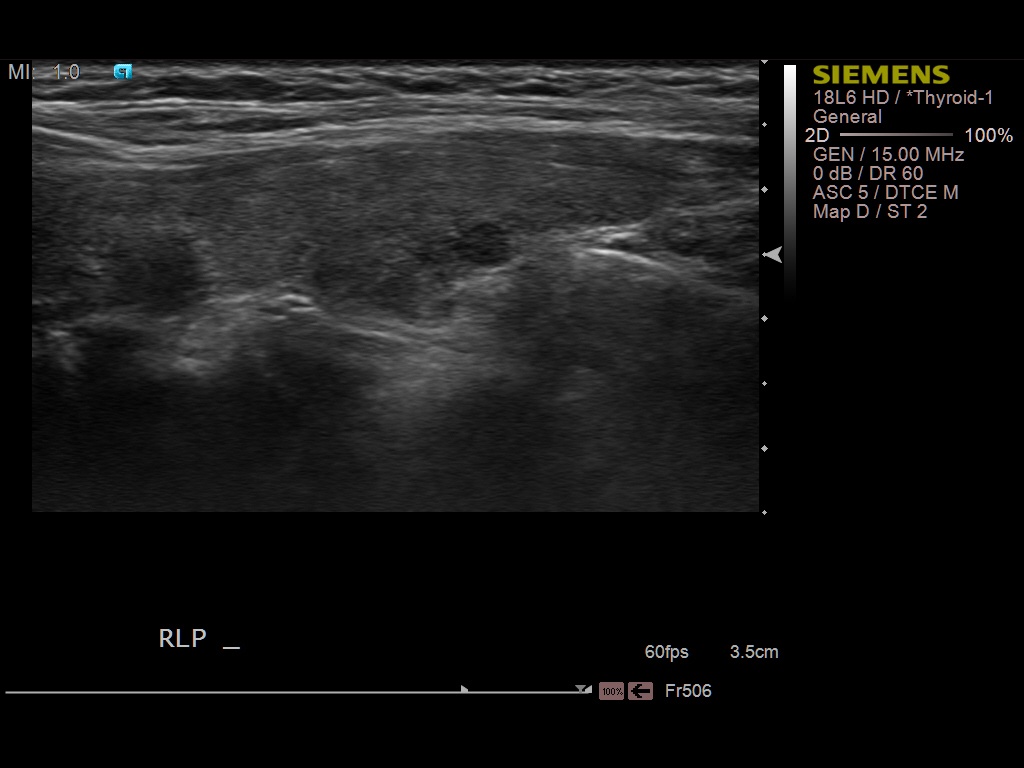 MI: 1.0
SIEMENS
18L6 HD / *Thyroid-1
General
2D 100%
GEN / 15.00 MHz
0 dB / DR 60
ASC 5 / DTCE M
Map D / ST 2
RLP _
60fps 3.5cm
100% Fr506